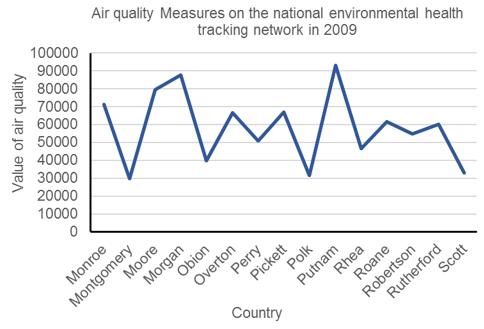 Air quality Measures on the national environmental health
tracking network in 2009
Value of air quality
100000
90000
80000
70000
60000
50000
40000
30000
20000
10000
0
Monroe
Montgomery
Moore
Morgan
Obion
Overton
Perry
Pickett
Polk
Putnam
Rhea
Roane
Robertson
Rutherford
Scott
Country